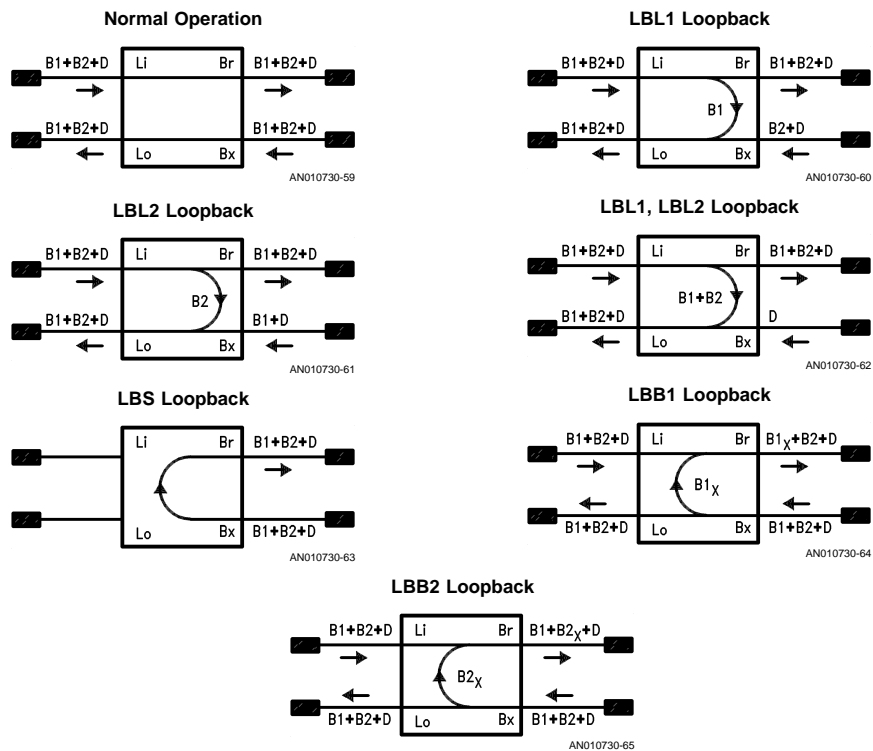 Normal Operation
B1+B2+D
Li
Br
B1+B2+D
B1+B2+D
Lo
Bx
B1+B2+D
AN010730-59
LBL1 Loopback
B1+B2+D
Li
Br
B1+B2+D
B1
B1+B2+D
Lo
Bx
B2+D
AN010730-60
LBL2 Loopback
B1+B2+D
Li
Br
B1+B2+D
B2
B1+B2+D
Lo
Bx
B1+D
AN010730-61
LBL1, LBL2 Loopback
B1+B2+D
Li
Br
B1+B2+D
B1+B2
B1+B2+D
Lo
Bx
D
AN010730-62
LBS Loopback
Li
Br
B1+B2+D
Lo
Bx
B1+B2+D
AN010730-63
LBB1 Loopback
B1+B2+D
Li
Br
B1X+B2+D
B1X
B1+B2+D
Lo
Bx
B1+B2+D
AN010730-64
LBB2 Loopback
B1+B2+D
Li
Br
B1+B2X+D
B2X
B1+B2+D
Lo
Bx
B1+B2+D
AN010730-65